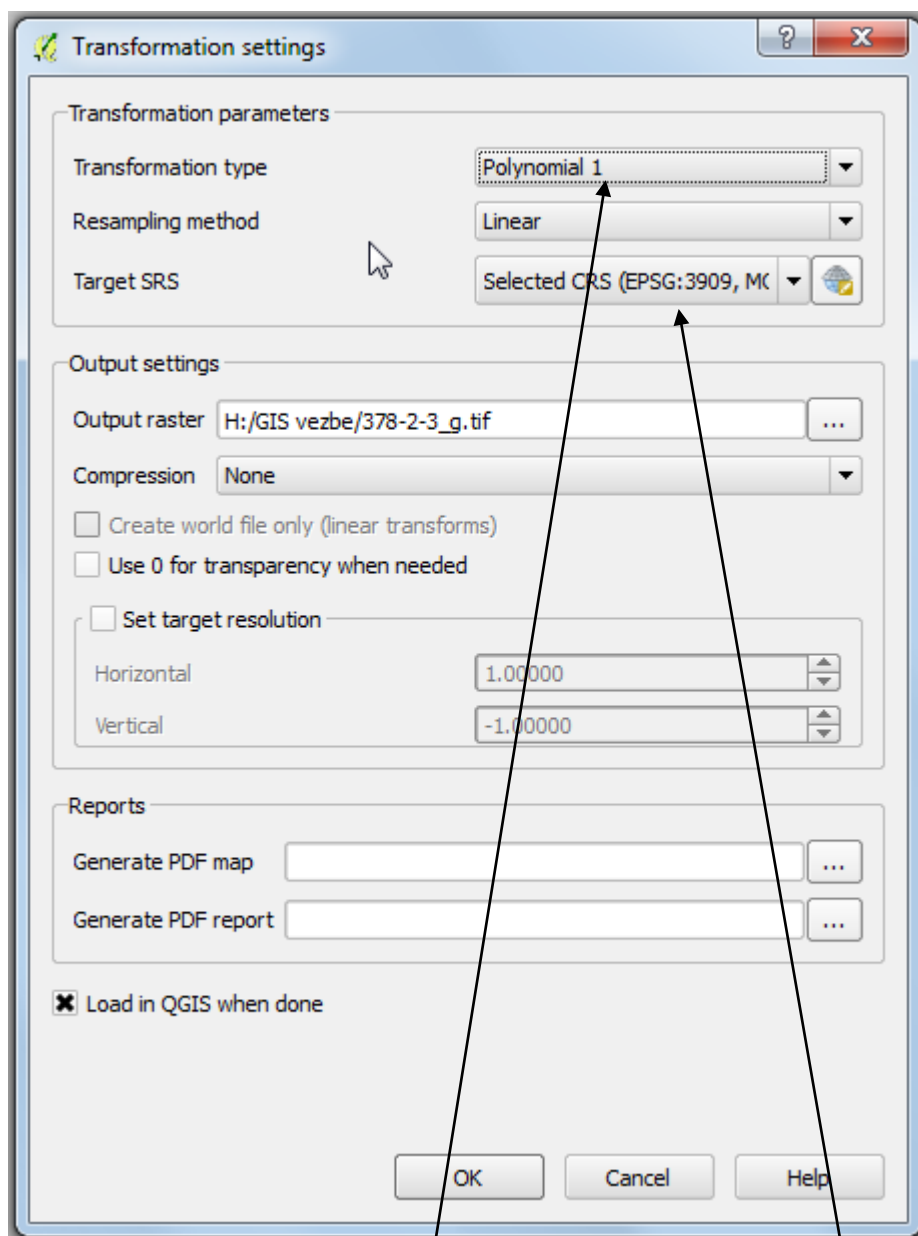 Transformation settings
Transformation parameters
Transformation type Polynomial 1
Resampling method Linear
Target SRS Selected CRS (EPSG:3909, MG
Output settings
Output raster H:/GIS vezbe/378-2-3_g.tif ...
Compression None
Create world file only (linear transforms)
Use 0 for transparency when needed
Set target resolution
Horizontal 1.00000
Vertical -1.00000
Reports
Generate PDF map ...
Generate PDF report ...
Load in QGIS when done
OK Cancel Help